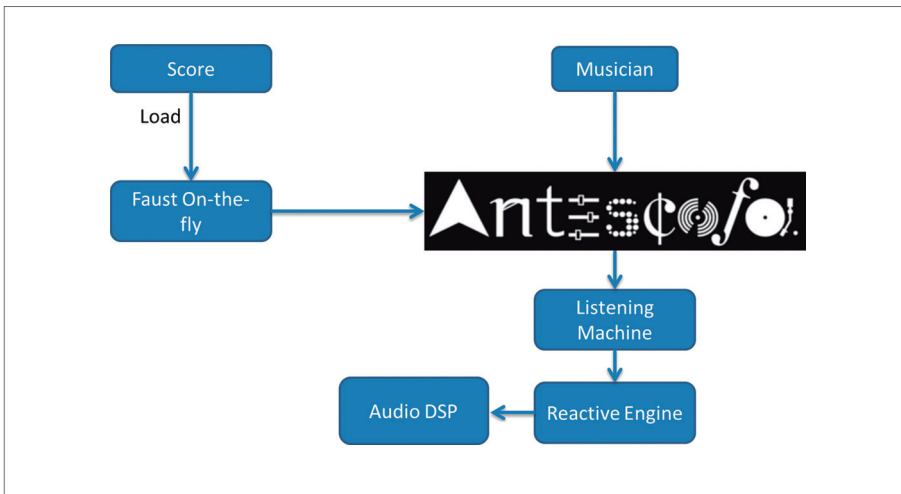 Score
Musician
Load
Faust On-the-
fly
Antescofo
Listening
Machine
Audio DSP
Reactive Engine